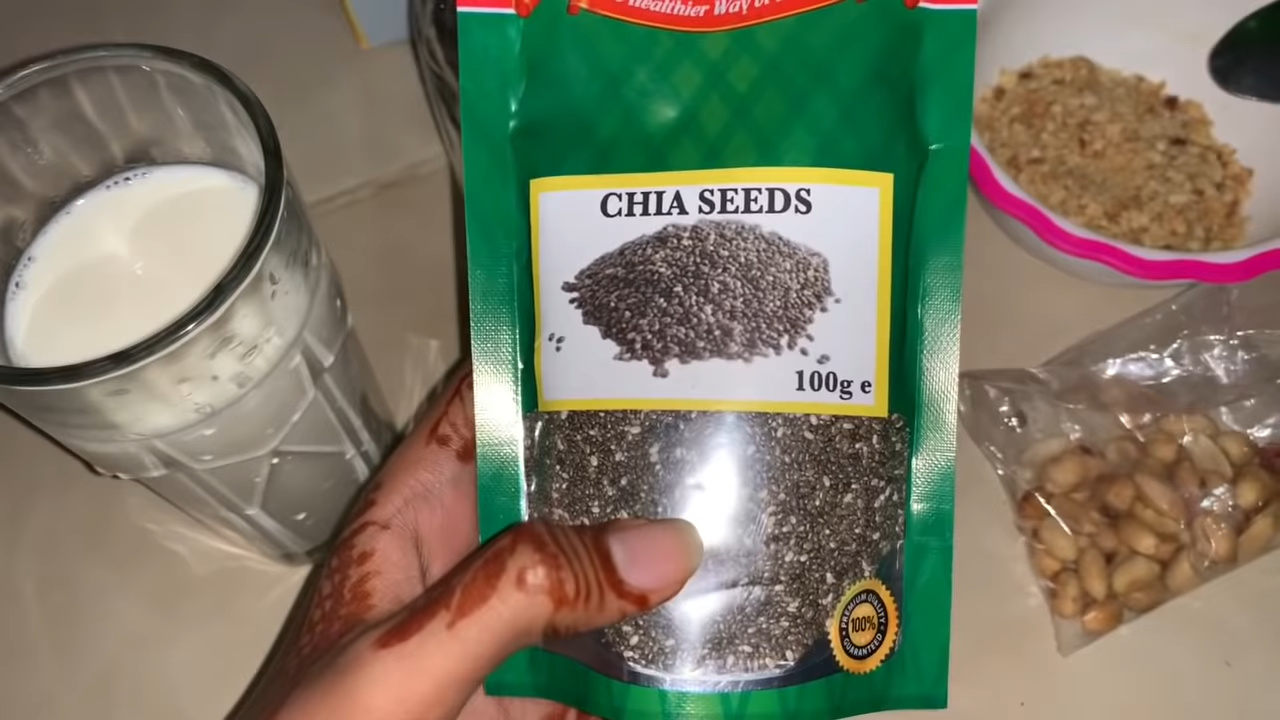 Healthier Way of
CHIA SEEDS
100g e
PREMIUM QUALITY
100%
GUARANTEED